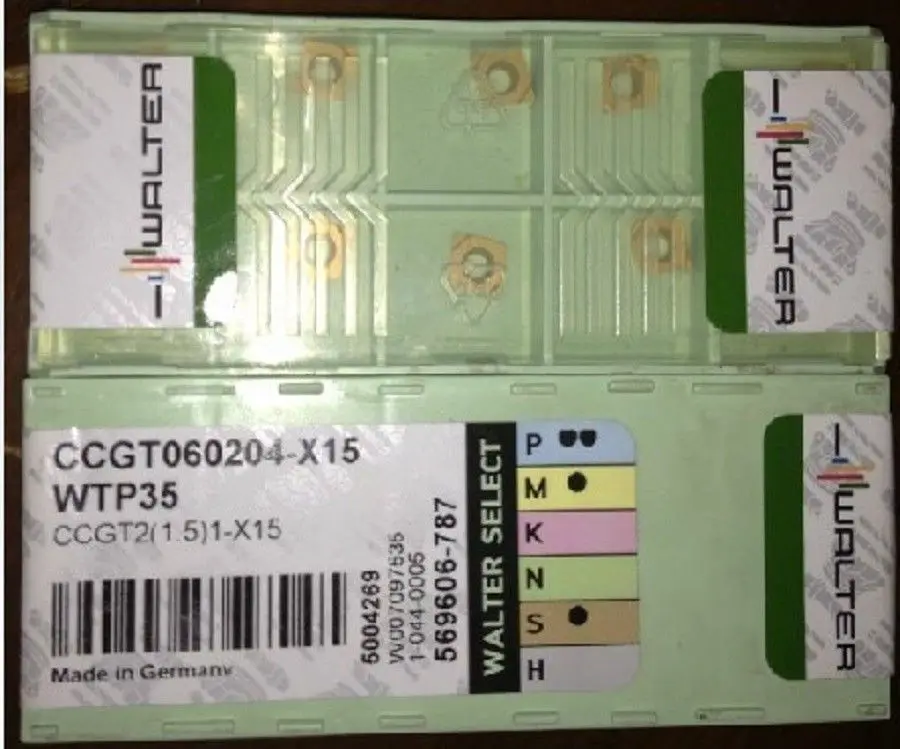 WALTER
WALTER
CCGT060204-X15
WTP35
CCGT2(1.5)1-X15
Made in Germany
5004269
W007097535
1-044-0005
569606-787
WALTER SELECT
P
M
K
N
S
H
WALTER